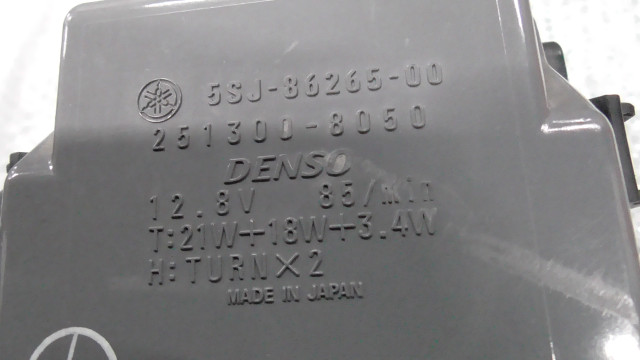 5SJ-86265-00
251300-8050
DENSO
12.8V 85/min
T:21W+18W+3.4W
H:TURN×2
MADE IN JAPAN